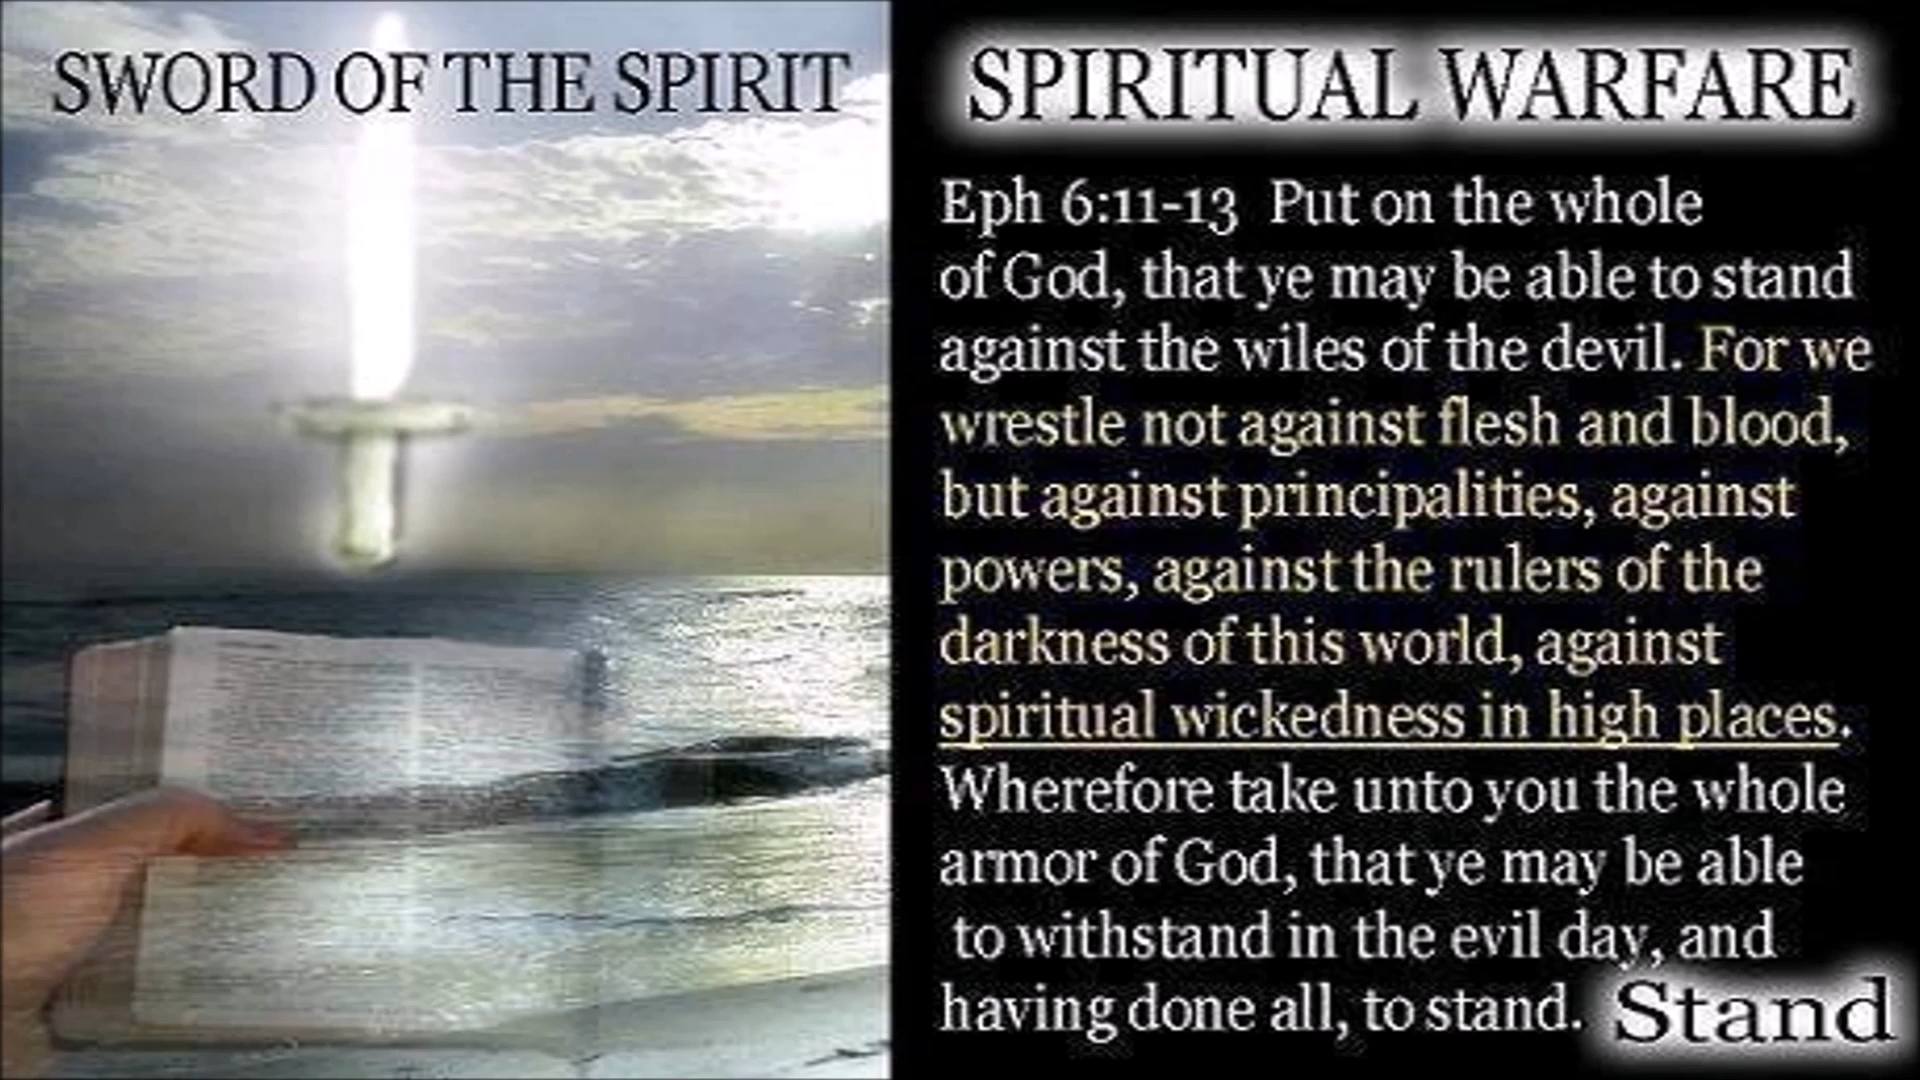 SWORD OF THE SPIRIT
SPIRITUAL WARFARE
Eph 6:11-13 Put on the whole
of God, that ye may be able to stand
against the wiles of the devil. For we
wrestle not against flesh and blood,
but against principalities, against
powers, against the rulers of the
darkness of this world, against
spiritual wickedness in high places.
Wherefore take unto you the whole
armor of God, that ye may be able
to withstand in the evil day, and
having done all, to stand. Stand